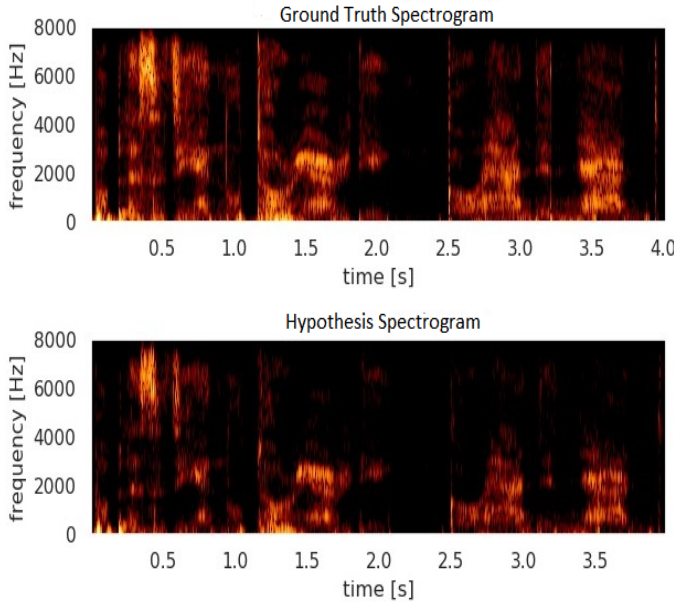 Ground Truth Spectrogram
frequency [Hz]
8000
6000
4000
2000
0
0.5 1.0 1.5 2.0 2.5 3.0 3.5 4.0
time [s]
Hypothesis Spectrogram
frequency [Hz]
8000
6000
4000
2000
0
0.5 1.0 1.5 2.0 2.5 3.0 3.5
time [s]